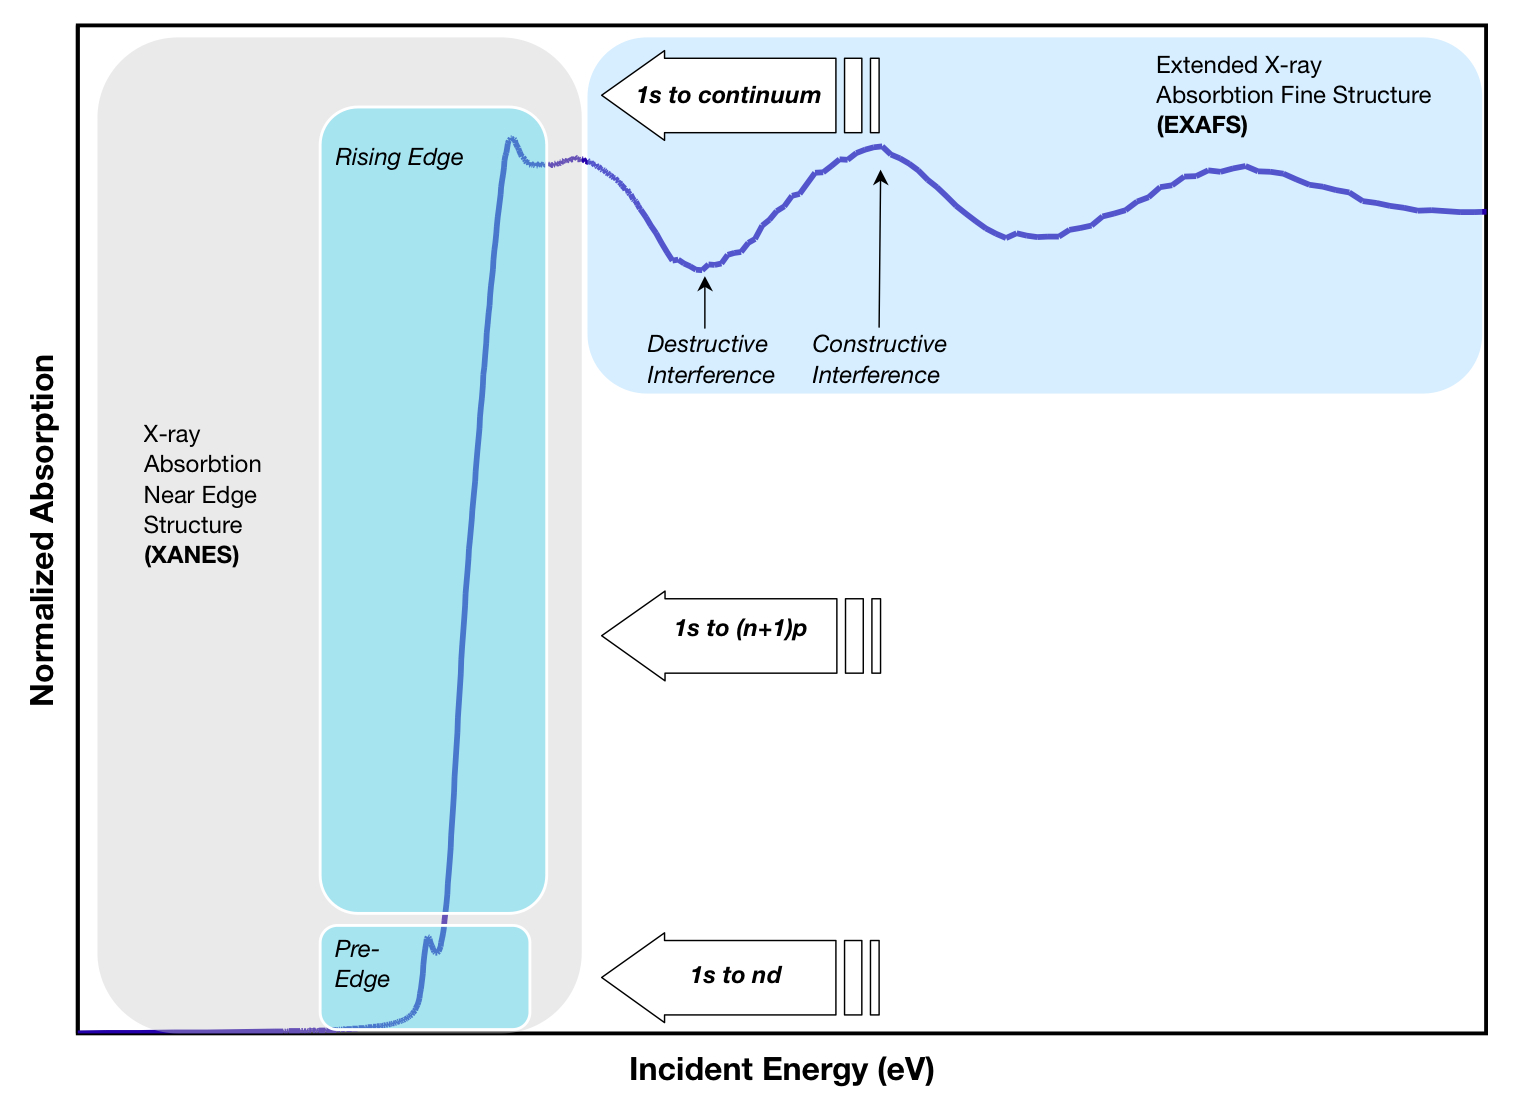 1s to continuum
Extended X-ray
Absorbtion Fine Structure
(EXAFS)
Rising Edge
Destructive
Interference
Constructive
Interference
X-ray
Absorbtion
Near Edge
Structure
(XANES)
1s to (n+1)p
Pre-
Edge
1s to nd
Normalized Absorption
Incident Energy (eV)